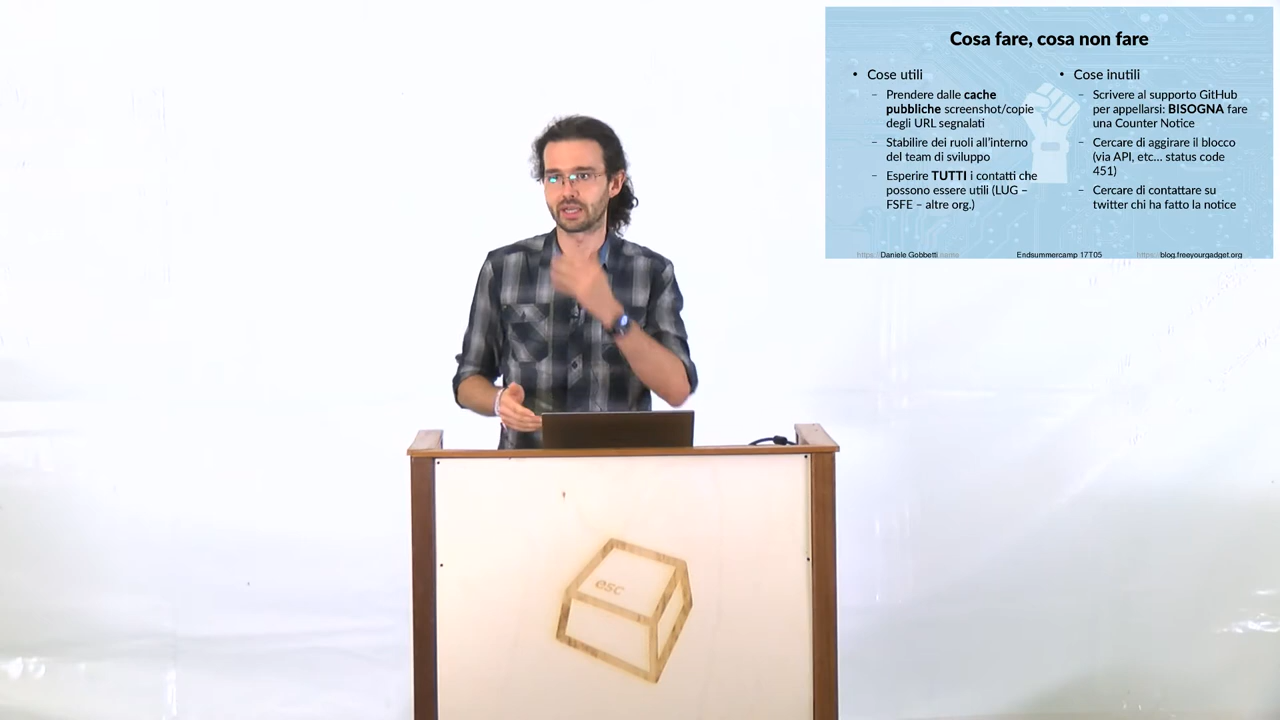 Cosa fare, cosa non fare
• Cose utili
– Prendere dalle cache
pubbliche screenshot/copie
degli URL segnalati
– Stabilire dei ruoli all'interno
del team di sviluppo
– Esperire TUTTI i contatti che
possono essere utili (LUG –
FSFE – altre org.)
• Cose inutili
– Scrivere al supporto GitHub
per appellarsi: BISOGNA fare
una Counter Notice
– Cercare di aggirare il blocco
(via API, etc... status code
451)
– Cercare di contattare su
twitter chi ha fatto la notice
https:// Daniele Gobbetti
Endsummercamp 17T05
https://blog.freeyourgadget.org
esc